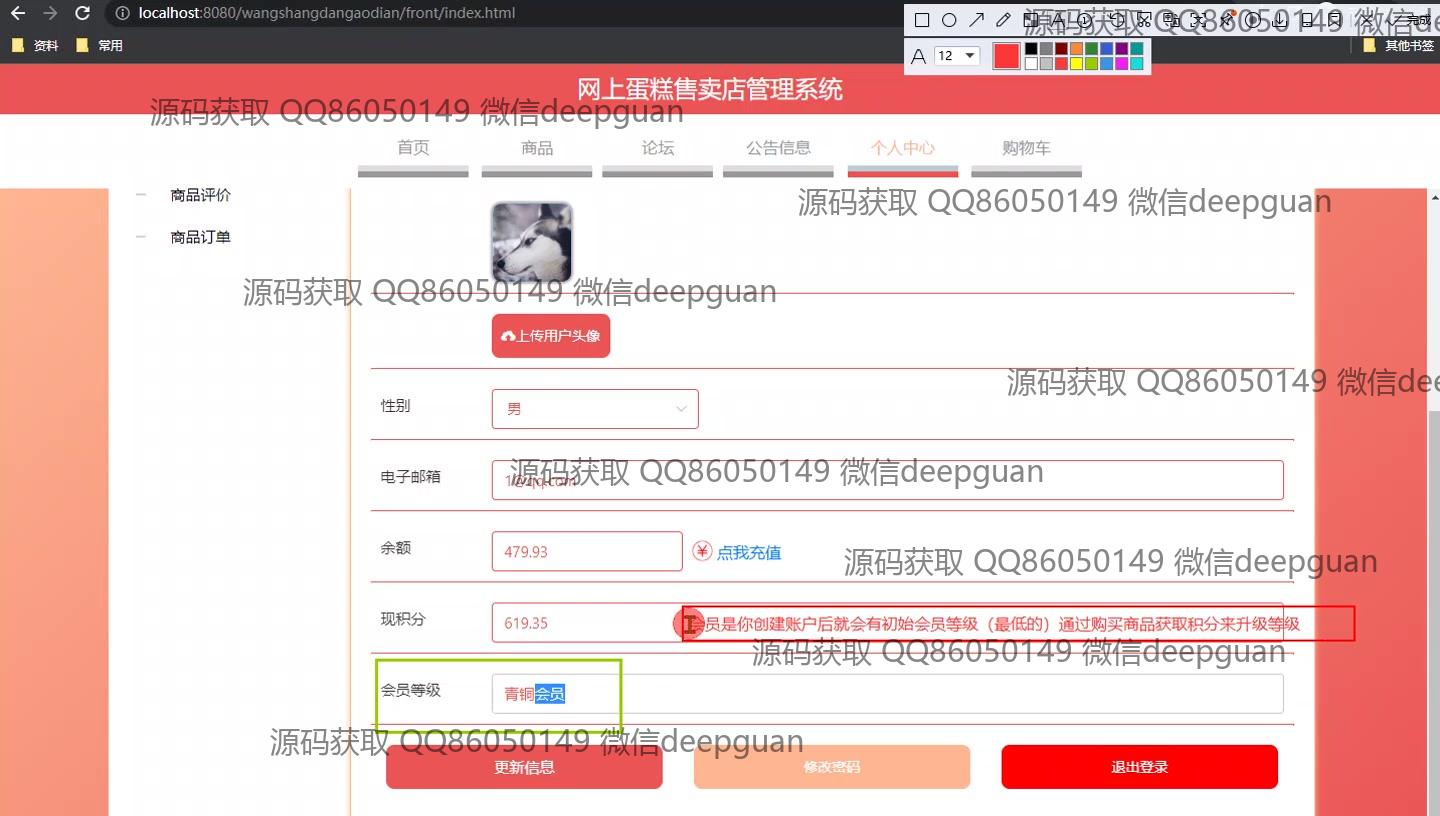 localhost:8080/wangshangdangaodian/front/index.html
资料 常用 其他书签
A 12
完成
网上蛋糕售卖店管理系统
源码获取 QQ86050149 微信de
源码获取 QQ86050149 微信deepguan
首页 商品 论坛 公告信息 个人中心 购物车
商品评价
源码获取 QQ86050149 微信deepguan
商品订单
源码获取 QQ86050149 微信deepguan
上传用户头像
源码获取 QQ86050149 微信dee
性别 男
源码获取 QQ86050149 微信deepguan
电子邮箱 1@qq.com
余额 479.93 ¥ 点我充值
源码获取 QQ86050149 微信deepguan
现积分 619.35 会员是你创建账户后就会有初始会员等级（最低的）通过购买商品获取积分来升级等级
源码获取 QQ86050149 微信deepguan
会员等级 青铜会员
源码获取 QQ86050149 微信deepguan
更新信息 修改密码 退出登录